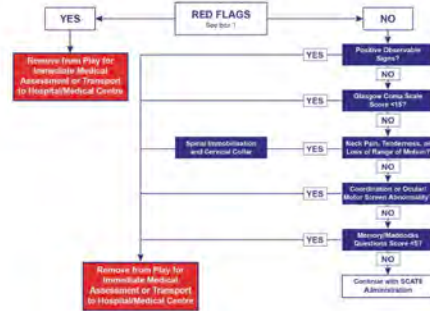 YES
RED FLAGS
See box 1
NO
Remove from Play for
Immediate Medical
Assessment or Transport
to Hospital/Medical Centre
YES
Positive Observable
Signs?
NO
YES
Glasgow Coma Scale
Score <15?
NO
Spinal Immobilisation
and Cervical Collar
YES
Neck Pain, Tenderness, or
Loss of Range of Motion?
NO
YES
Coordination or Ocular/
Motor Screen Abnormality?
NO
YES
Memory/Maddocks
Questions Score <5?
NO
Remove from Play for
Immediate Medical
Assessment or Transport
to Hospital/Medical Centre
Continue with SCAT6
Administration